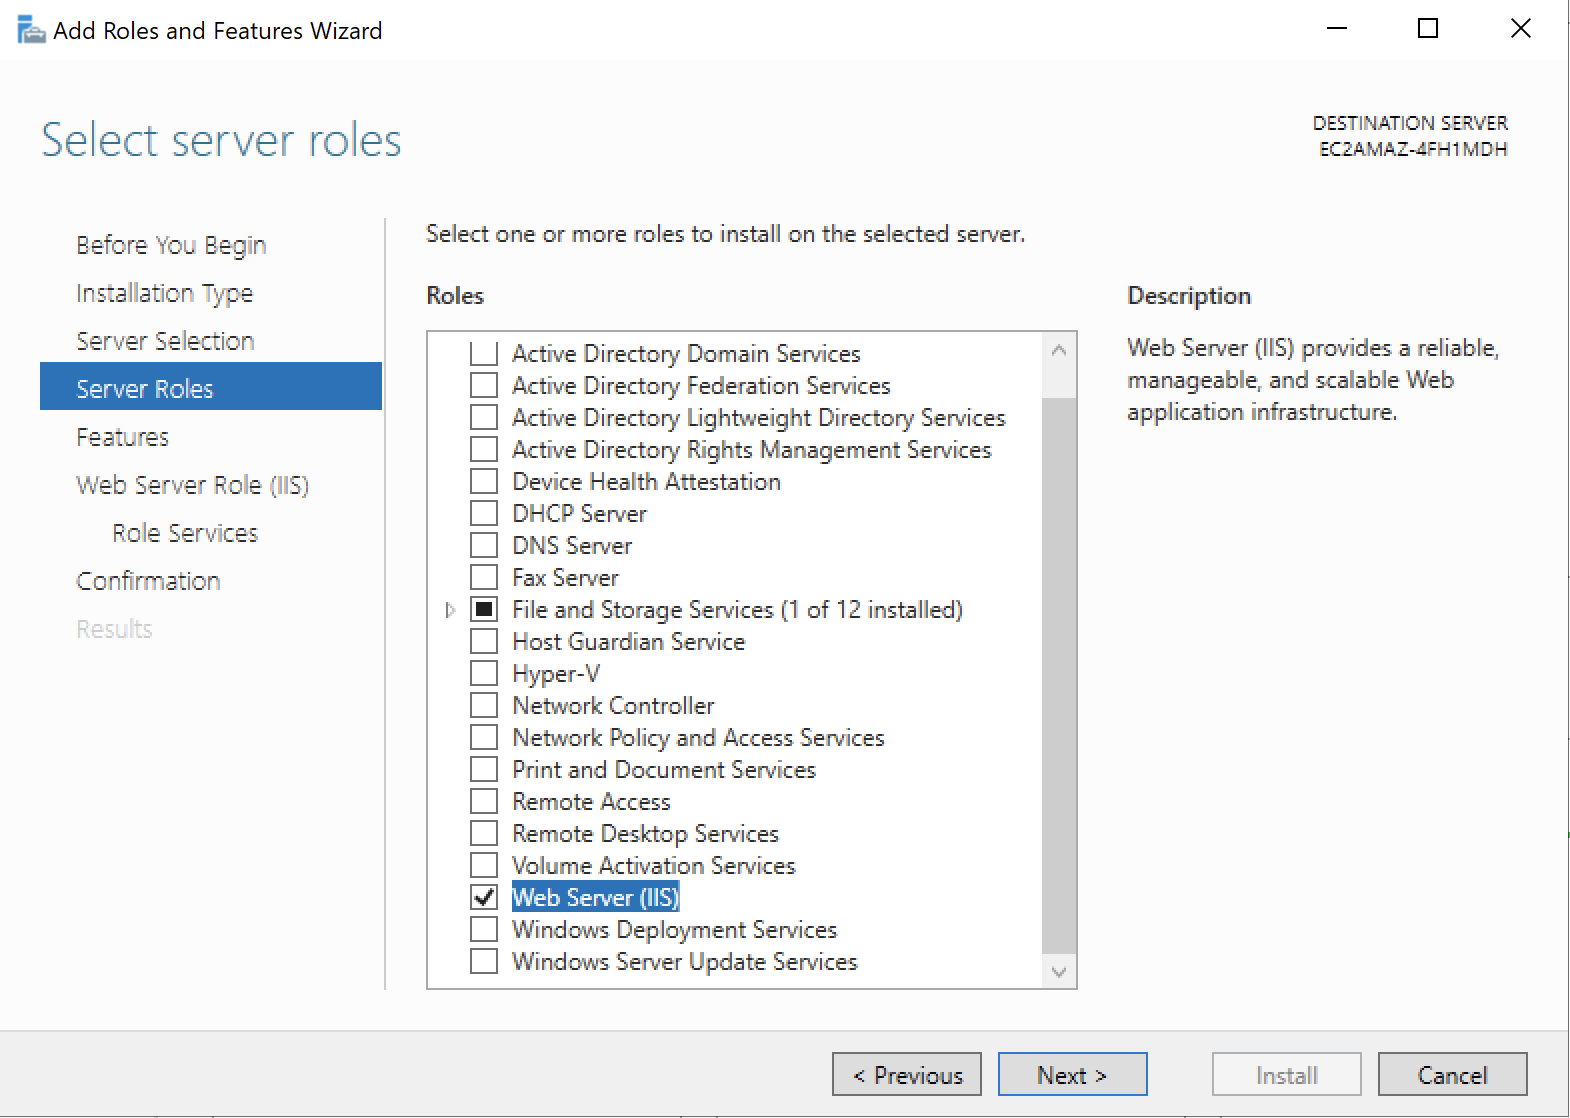 Add Roles and Features Wizard
Select server roles
DESTINATION SERVER
EC2AMAZ-4FH1MDH
Before You Begin
Installation Type
Server Selection
Server Roles
Features
Web Server Role (IIS)
Role Services
Confirmation
Results
Select one or more roles to install on the selected server.
Roles
Active Directory Domain Services
Active Directory Federation Services
Active Directory Lightweight Directory Services
Active Directory Rights Management Services
Device Health Attestation
DHCP Server
DNS Server
Fax Server
File and Storage Services (1 of 12 installed)
Host Guardian Service
Hyper-V
Network Controller
Network Policy and Access Services
Print and Document Services
Remote Access
Remote Desktop Services
Volume Activation Services
Web Server (IIS)
Windows Deployment Services
Windows Server Update Services
Description
Web Server (IIS) provides a reliable,
manageable, and scalable Web
application infrastructure.
< Previous
Next >
Install
Cancel